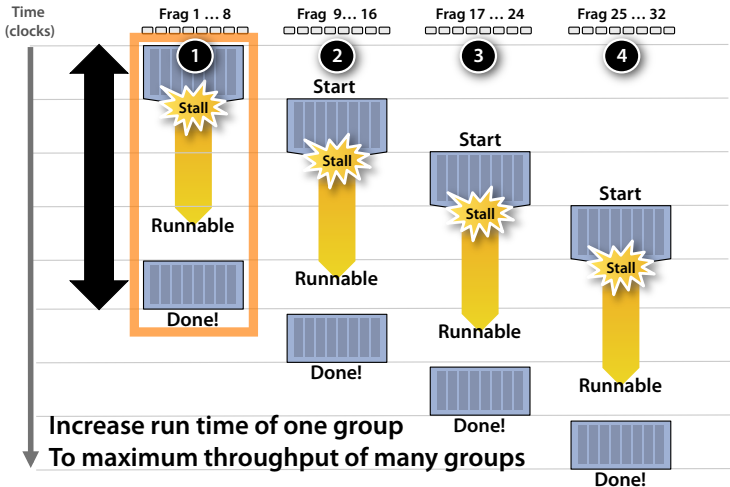 Time
(clocks)
Frag 1 … 8
Frag 9… 16
Frag 17 … 24
Frag 25 … 32
1
2
3
4
Start
Stall
Start
Stall
Start
Runnable
Stall
Stall
Runnable
Done!
Runnable
Done!
Runnable
Done!
Increase run time of one group
To maximum throughput of many groups
Done!